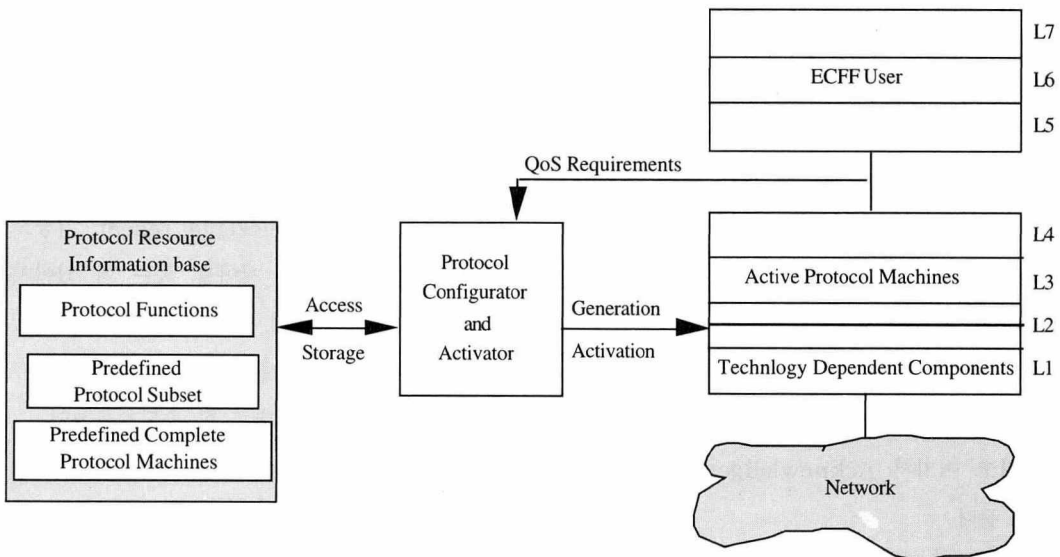 L7
ECFF User
L6
L5
QoS Requirements
Protocol Resource
Information base
Protocol Functions
Predefined
Protocol Subset
Predefined Complete
Protocol Machines
Access
Storage
Protocol
Configurator
and
Activator
Generation
Activation
L4
Active Protocol Machines
L3
L2
Technlogy Dependent Components
L1
Network